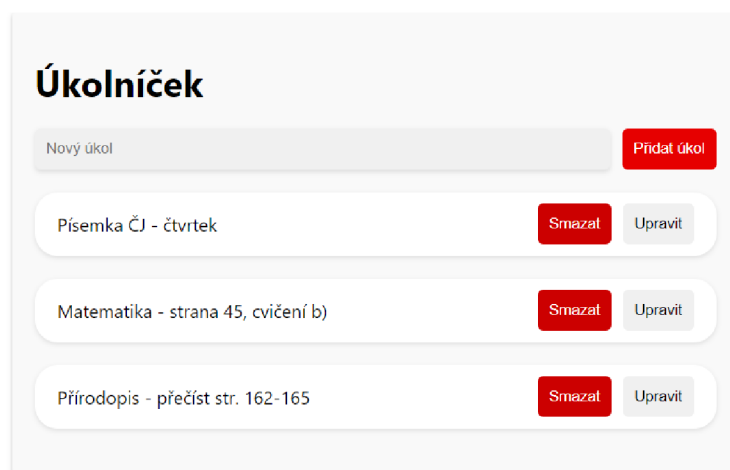 Úkolníček
Nový úkol Přidat úkol
Písemka ČJ - čtvrtek Smazat Upravit
Matematika - strana 45, cvičení b) Smazat Upravit
Přírodopis - přečíst str. 162-165 Smazat Upravit